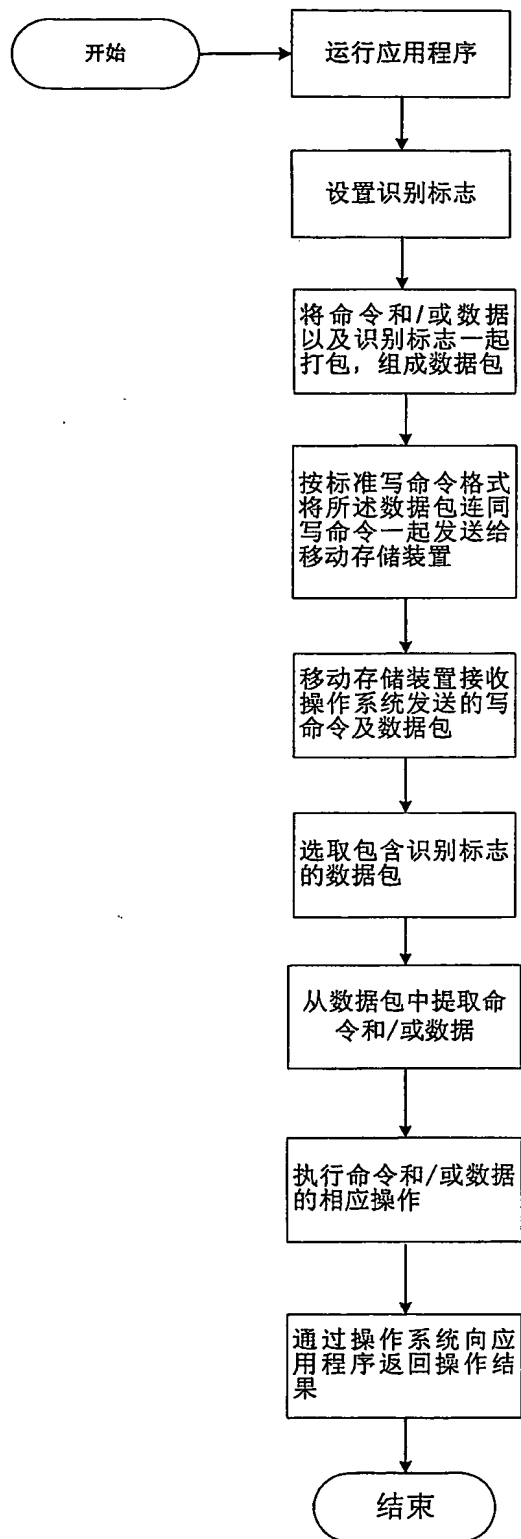 开始
运行应用程序
设置识别标志
将命令和/或数据
以及识别标志一起
打包，组成数据包
按标准写命令格式
将所述数据包连同
写命令一起发送给
移动存储装置
移动存储装置接收
操作系统发送的写
命令及数据包
选取包含识别标志
的数据包
从数据包中提取命
令和/或数据
执行命令和/或数据
的相应操作
通过操作系统向应
用程序返回操作结
果
结束